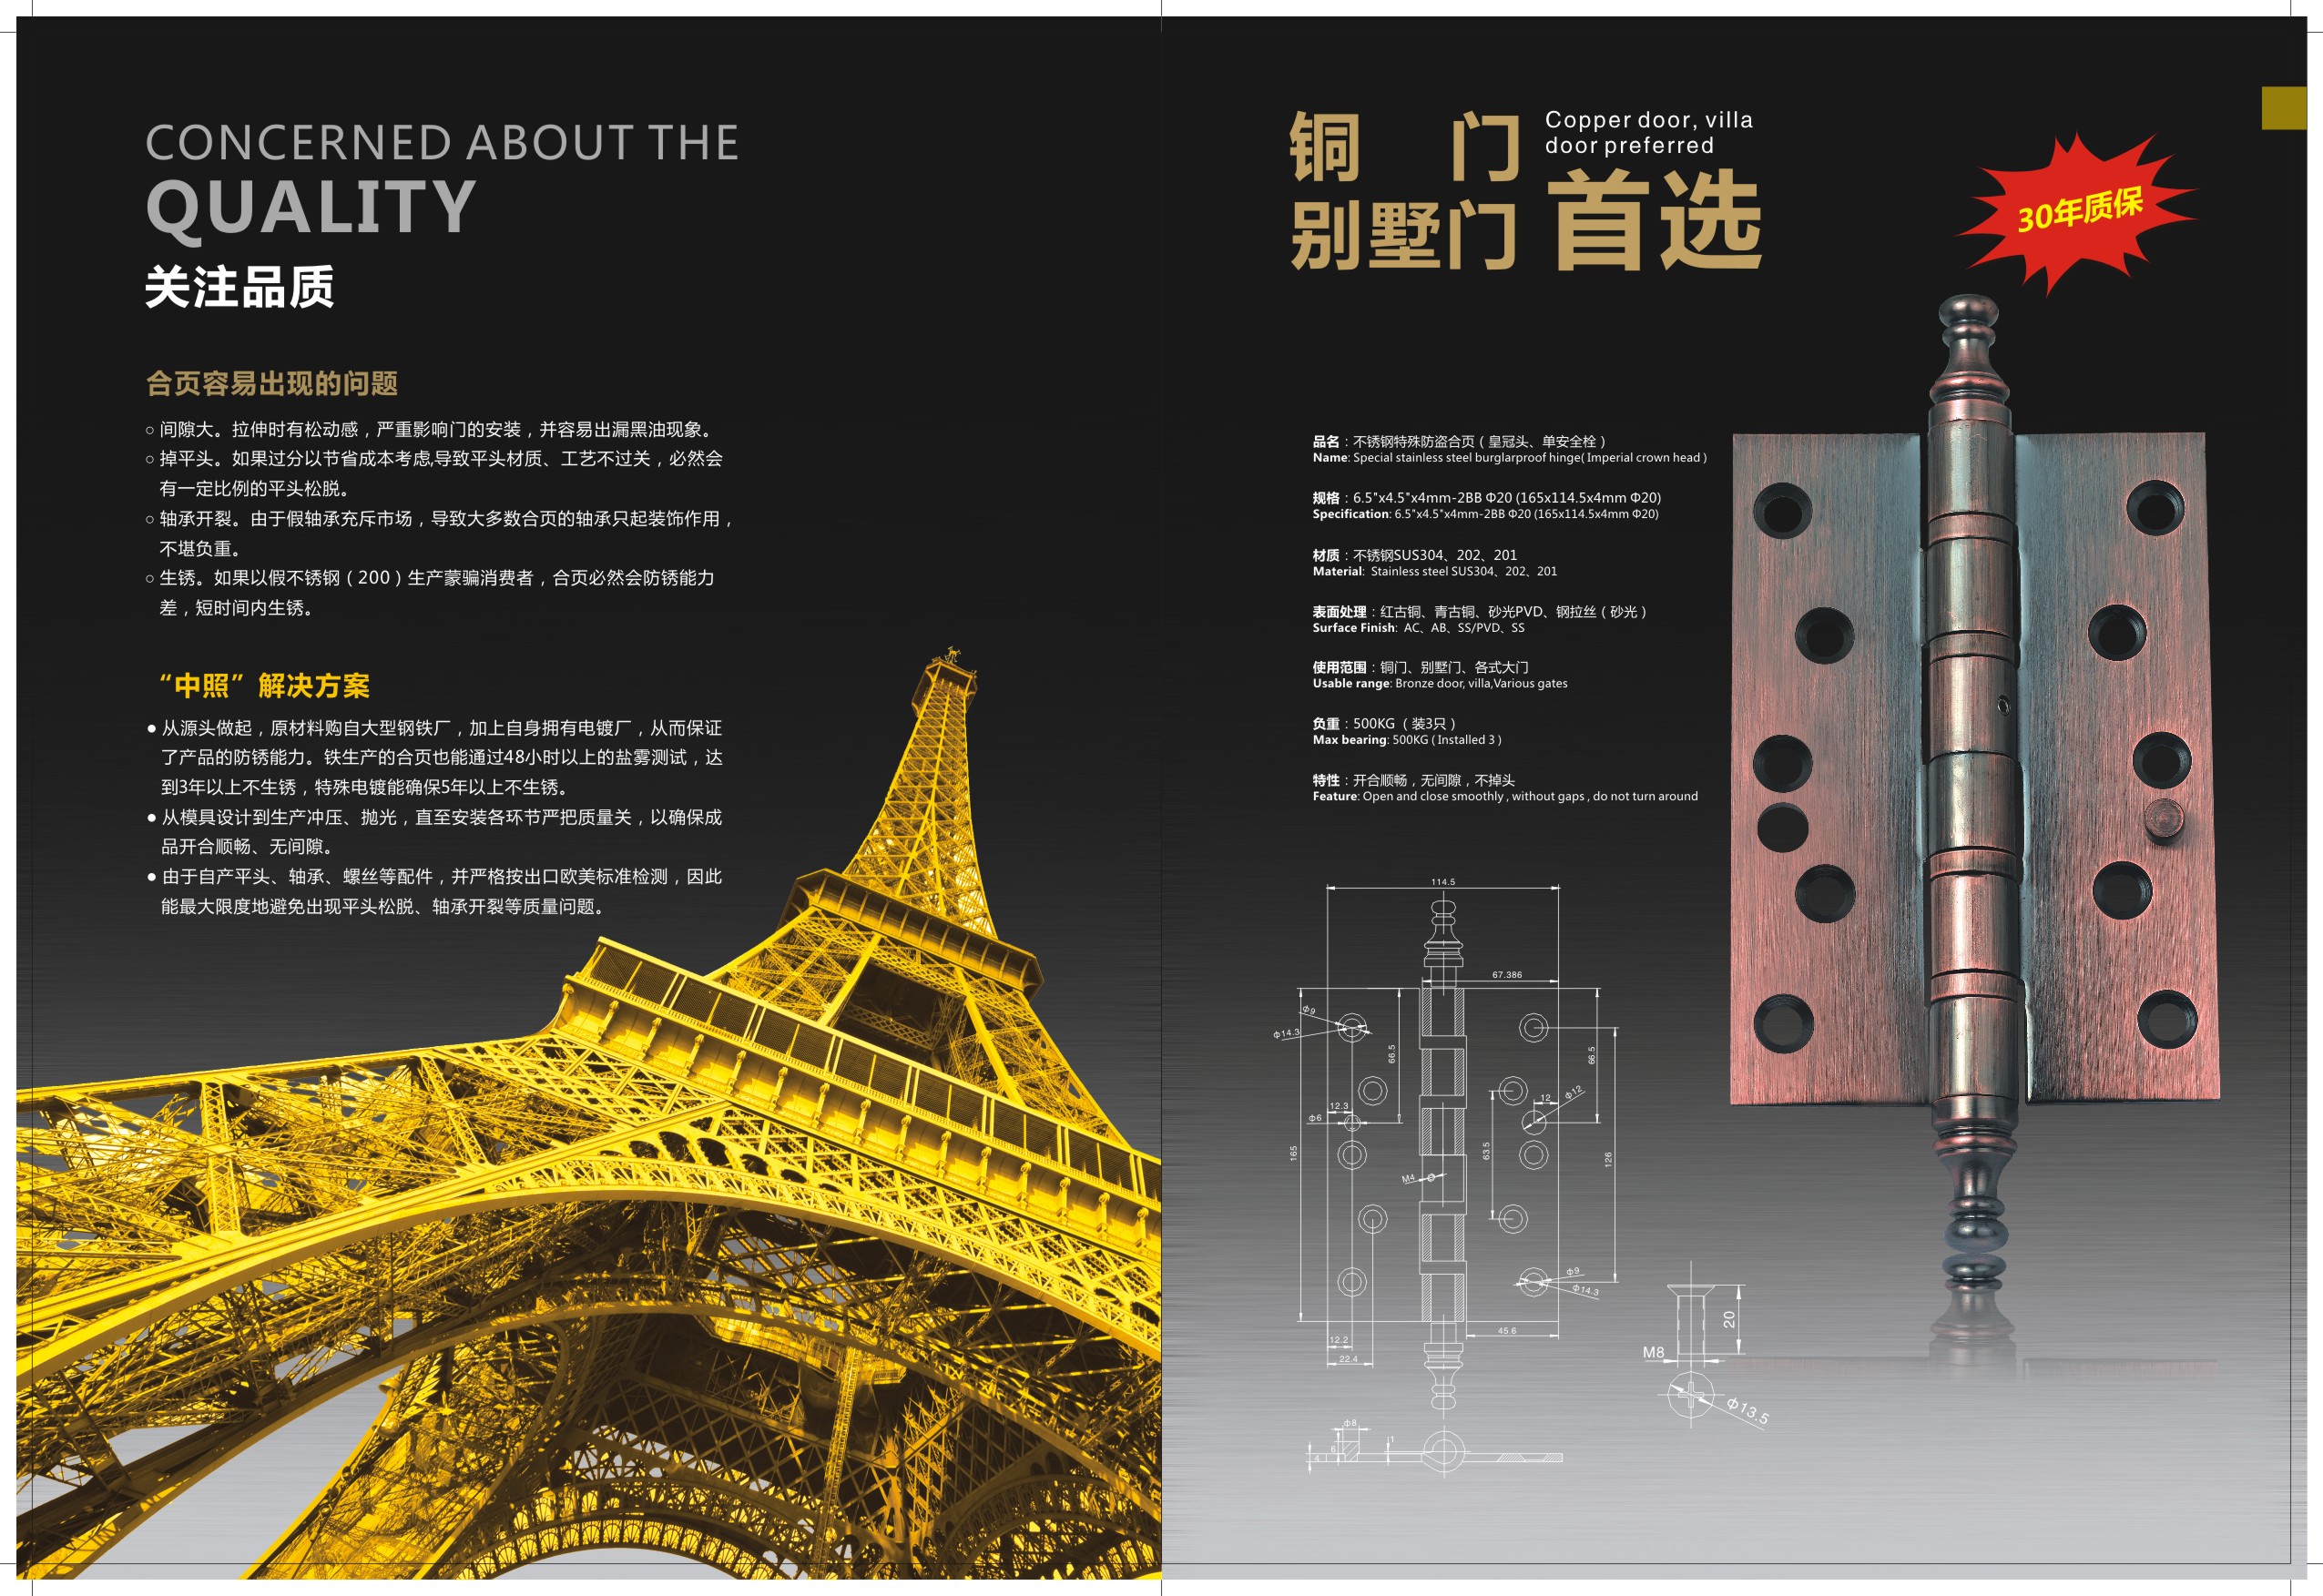 CONCERNED ABOUT THE
QUALITY
关注品质
合页容易出现的问题
○ 间隙大。拉伸时有松动感，严重影响门的安装，并容易出漏黑油现象。
○ 掉平头。如果过分以节省成本考虑,导致平头材质、工艺不过关，必然会
有一定比例的平头松脱。
○ 轴承开裂。由于假轴承充斥市场，导致大多数合页的轴承只起装饰作用，
不堪负重。
○ 生锈。如果以假不锈钢（200）生产蒙骗消费者，合页必然会防锈能力
差，短时间内生锈。
“中照”解决方案
● 从源头做起，原材料购自大型钢铁厂，加上自身拥有电镀厂，从而保证
了产品的防锈能力。铁生产的合页也能通过48小时以上的盐雾测试，达
到3年以上不生锈，特殊电镀能确保5年以上不生锈。
● 从模具设计到生产冲压、抛光，直至安装各环节严把质量关，以确保成
品开合顺畅、无间隙。
● 由于自产平头、轴承、螺丝等配件，并严格按出口欧美标准检测，因此
能最大限度地避免出现平头松脱、轴承开裂等质量问题。
铜 门
别墅门
Copper door, villa
door preferred
首选
30年质保
品名：不锈钢特殊防盗合页（皇冠头、单安全栓）
Name: Special stainless steel burglarproof hinge( Imperial crown head )
规格：6.5"x4.5"x4mm-2BB Φ20 (165x114.5x4mm Φ20)
Specification: 6.5"x4.5"x4mm-2BB Φ20 (165x114.5x4mm Φ20)
材质：不锈钢SUS304、202、201
Material: Stainless steel SUS304、202、201
表面处理：红古铜、青古铜、砂光PVD、钢拉丝（砂光）
Surface Finish: AC、AB、SS/PVD、SS
使用范围：铜门、别墅门、各式大门
Usable range: Bronze door, villa,Various gates
负重：500KG（装3只）
Max bearing: 500KG ( Installed 3 )
特性：开合顺畅，无间隙，不掉头
Feature: Open and close smoothly , without gaps , do not turn around
114.5
67.386
Φ9
Φ14.3
66.5
66.5
12.3
Φ6
12
Φ12
165
63.5
126
M4
Φ9
Φ14.3
45.6
12.2
22.4
20
M8
Φ13.5
Φ8
6
1
4